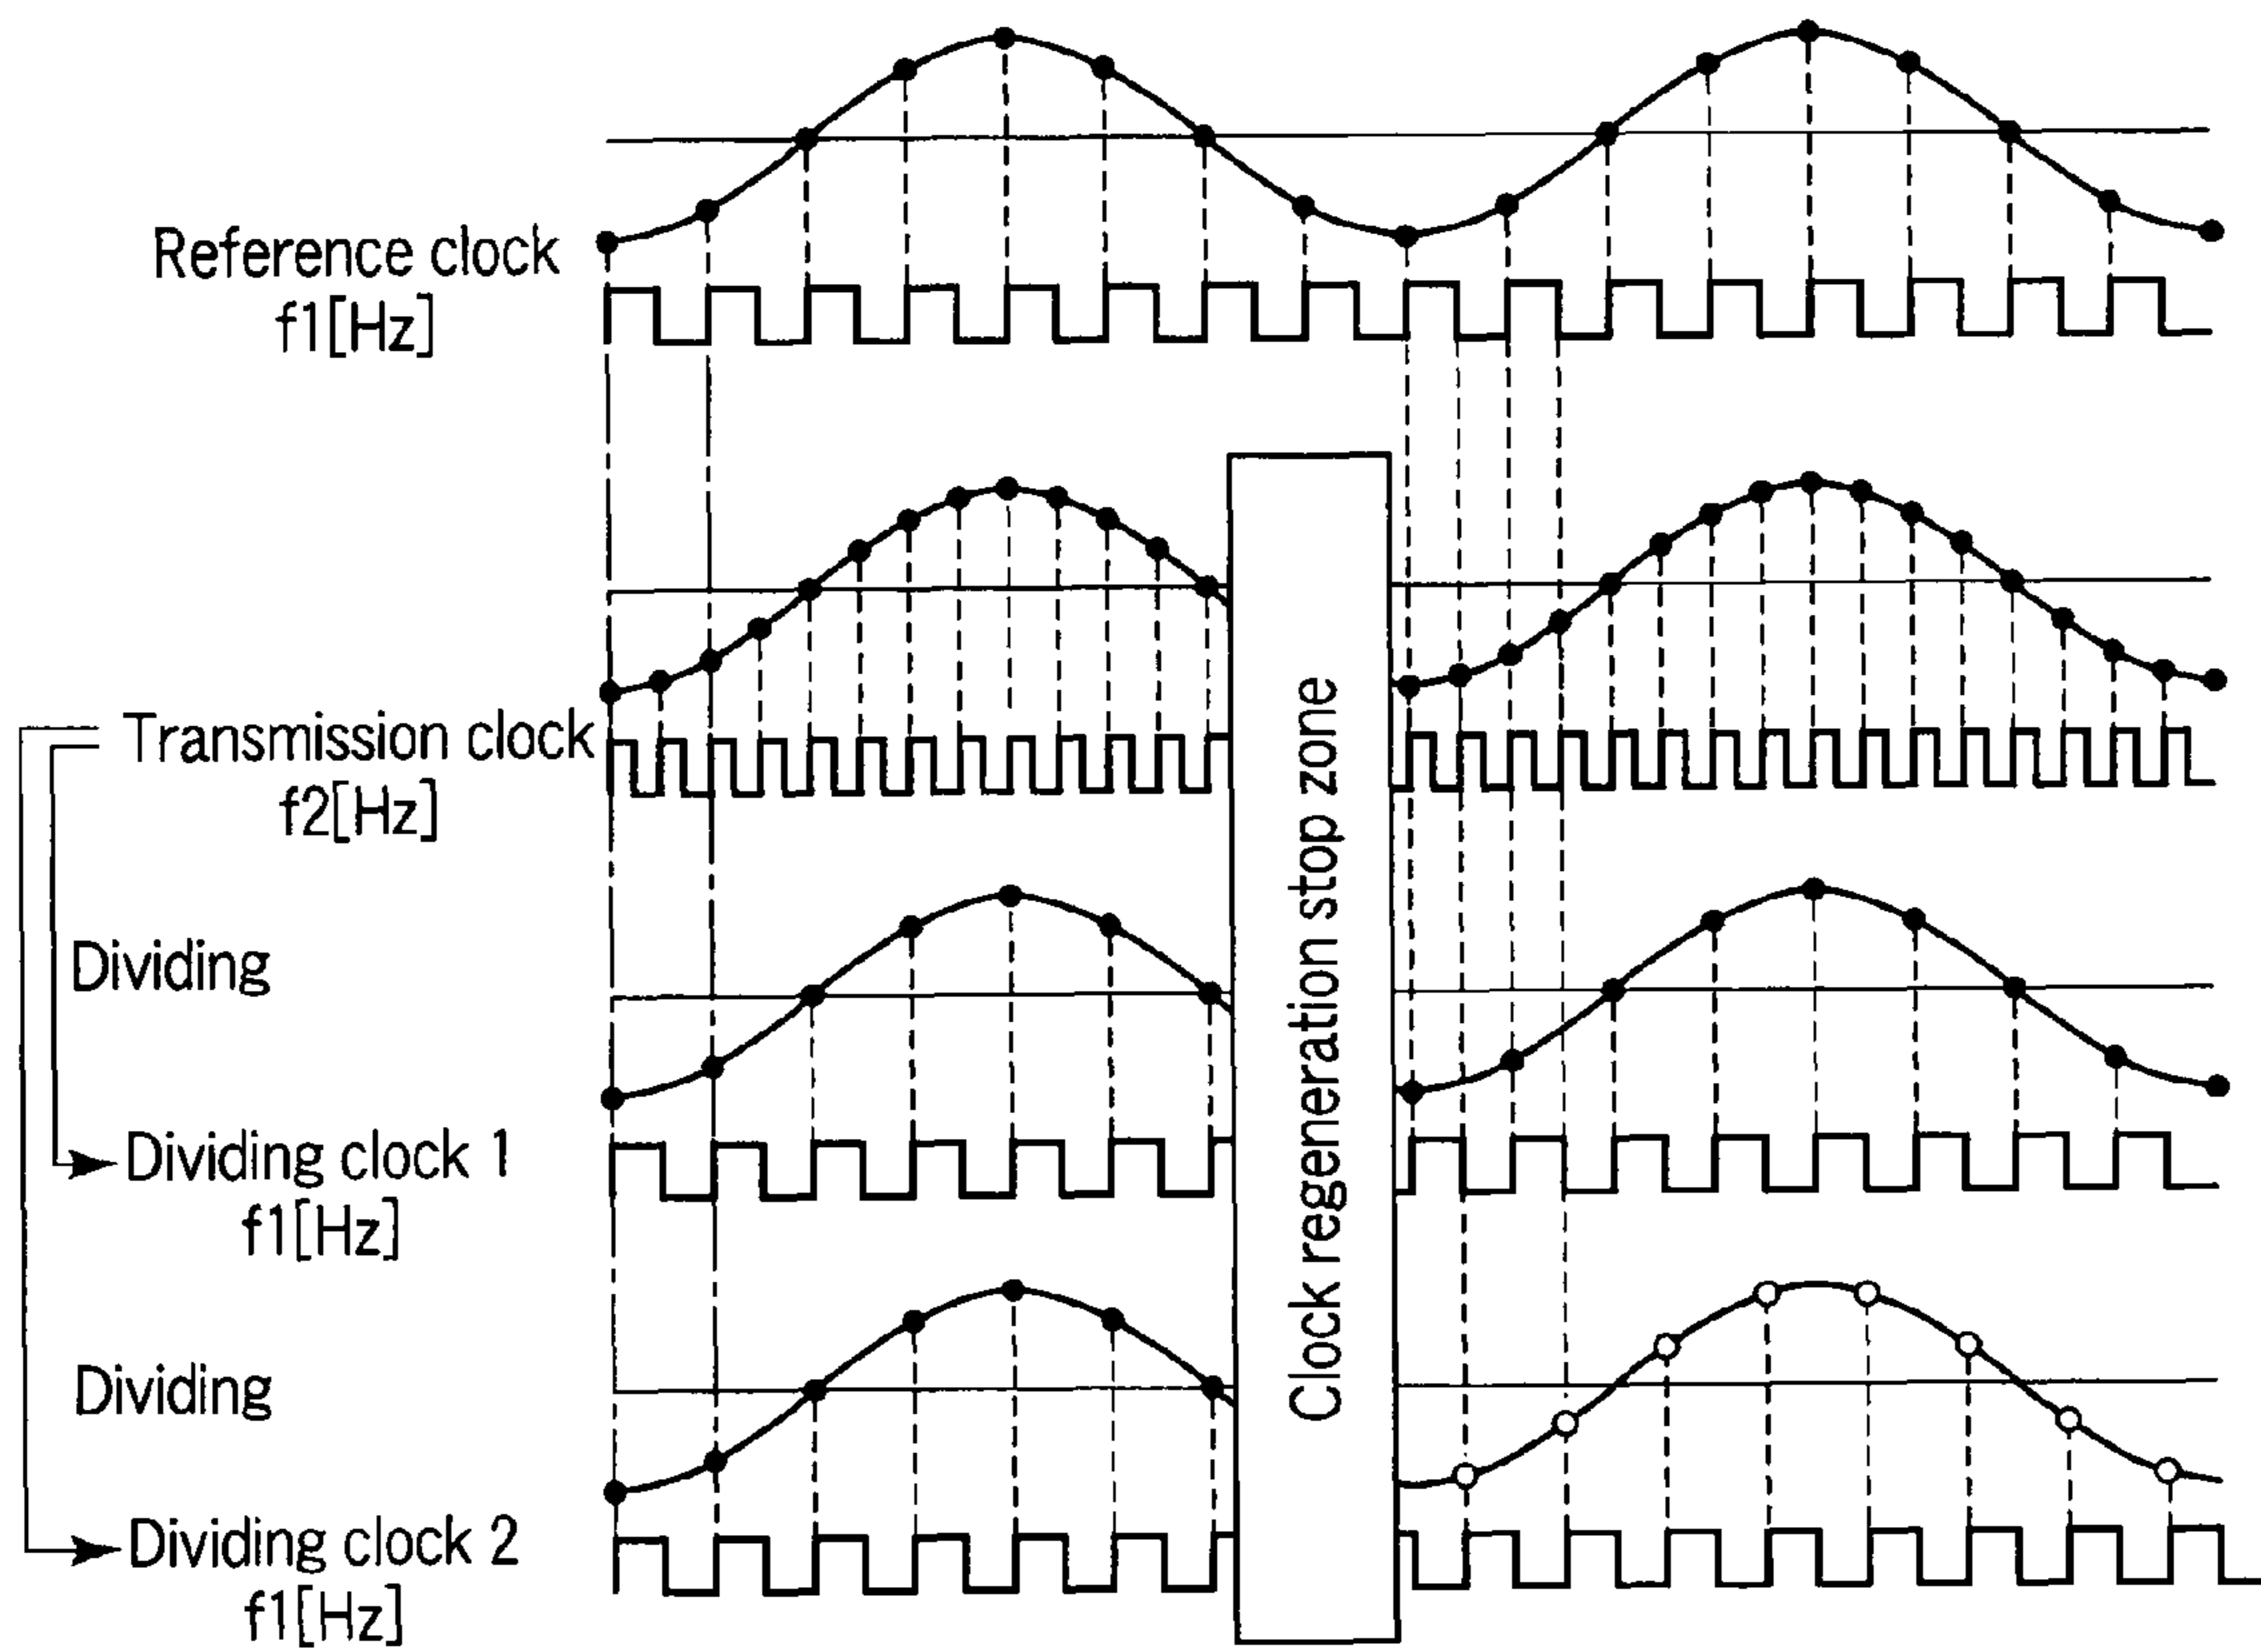 Reference clock
f1[Hz]
Transmission clock
f2[Hz]
Dividing
Dividing clock 1
f1[Hz]
Dividing
Dividing clock 2
f1[Hz]
Clock regeneration stop zone